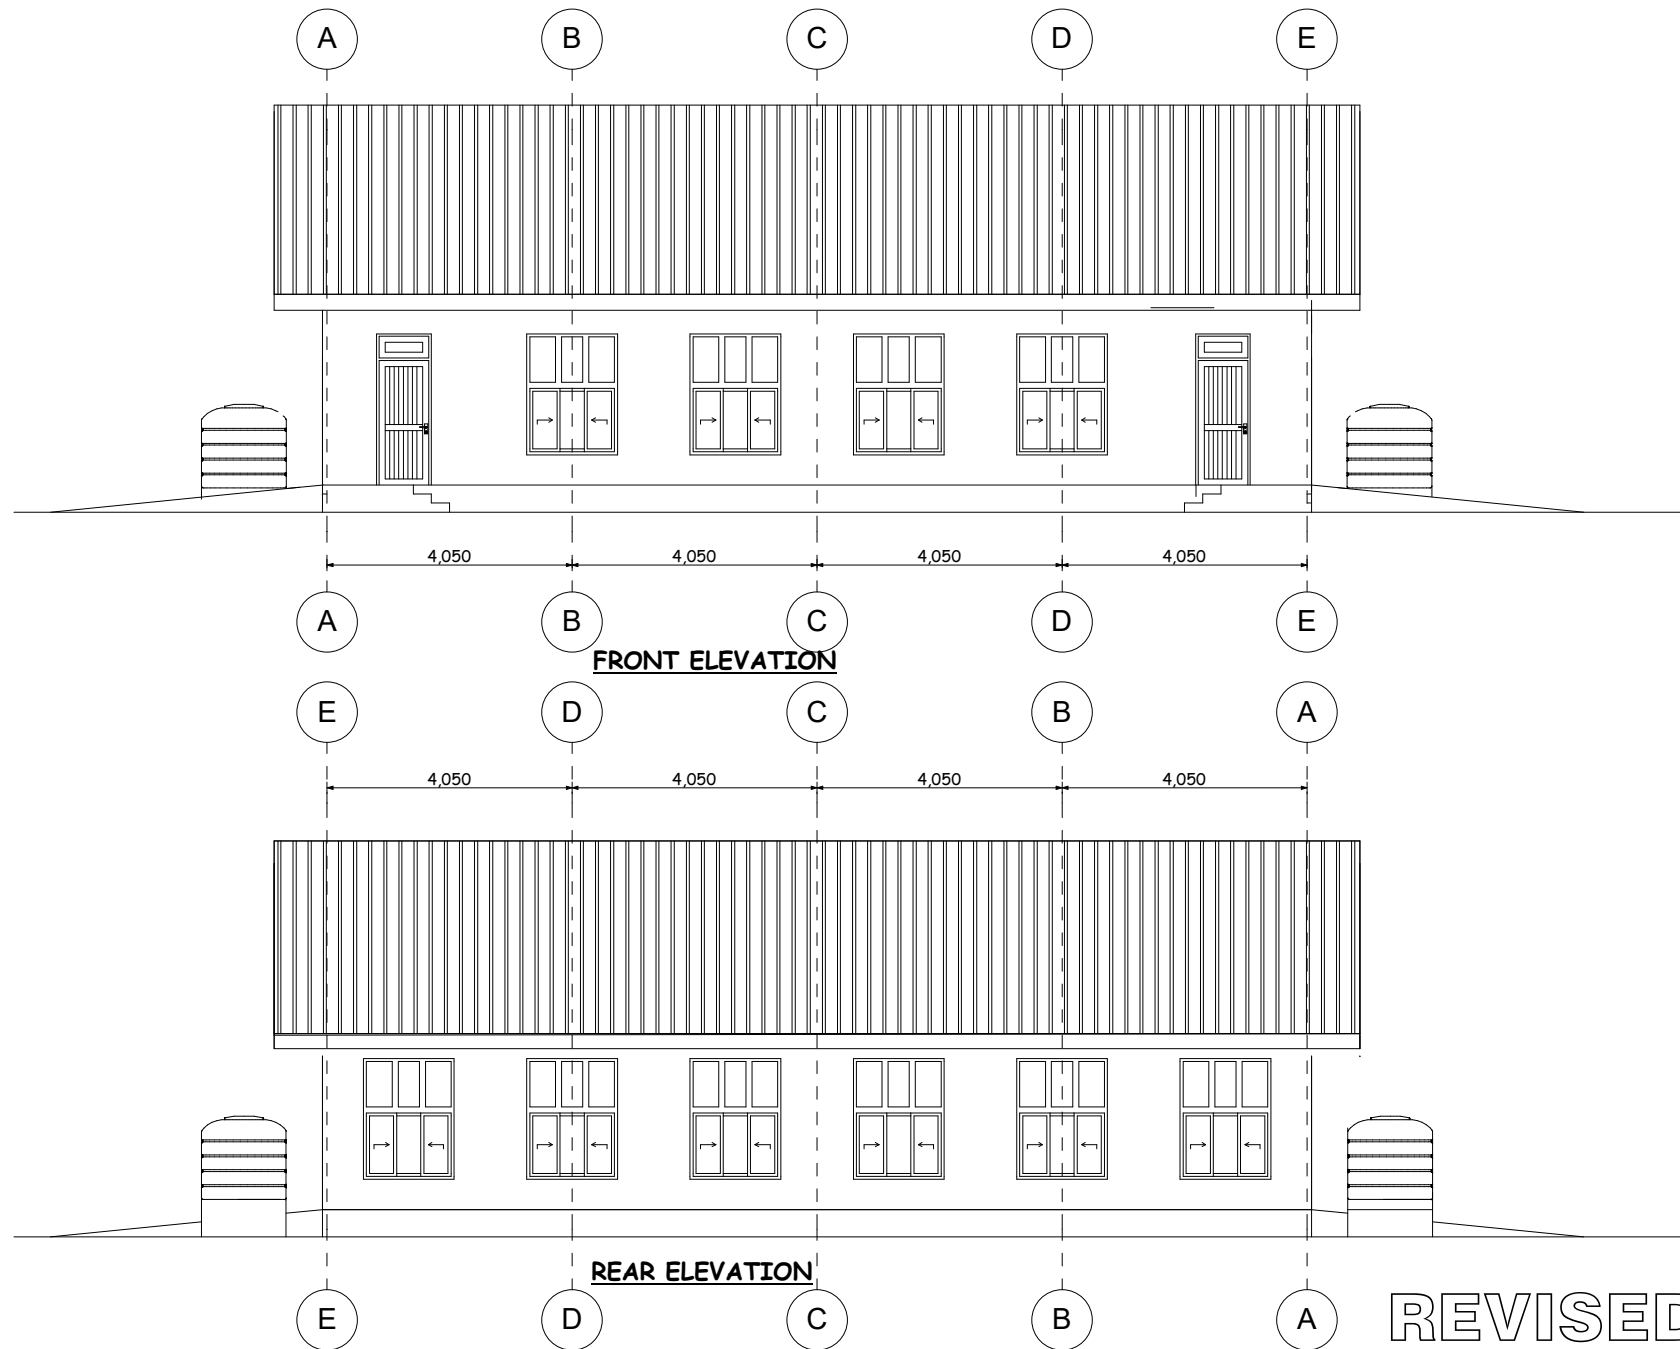 A B C D E
4,050 4,050 4,050 4,050
A B C D E
FRONT ELEVATION
E D C B A
4,050 4,050 4,050 4,050
REAR ELEVATION
E D C B A
REVISED